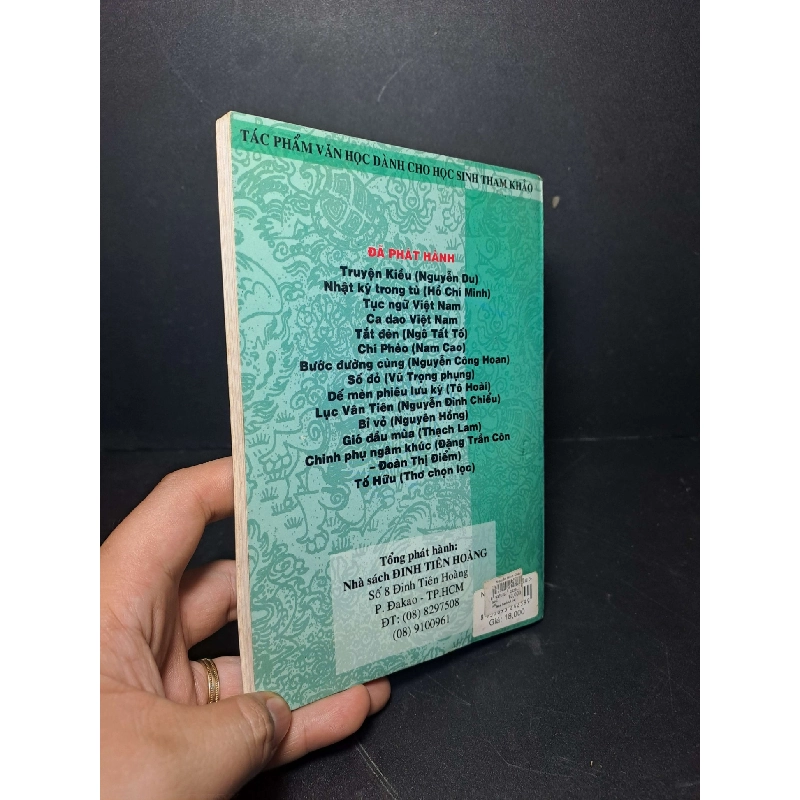 TÁC PHẨM VĂN HỌC DÀNH CHO HỌC SINH THAM KHẢO
ĐÃ PHÁT HÀNH
Truyện Kiều (Nguyễn Du)
Nhật ký trong tù (Hồ Chí Minh)
Tục ngữ Việt Nam
Ca dao Việt Nam
Tắt đèn (Ngô Tất Tố)
Chí Phèo (Nam Cao)
Bước đường cùng (Nguyễn Công Hoan)
Số đỏ (Vũ Trọng phụng)
Dế mèn phiêu lưu ký (Tô Hoài)
Lục Vân Tiên (Nguyễn Đình Chiểu)
Bỉ vỏ (Nguyên Hồng)
Gió đầu mùa (Thạch Lam)
Chinh phụ ngâm khúc (Đặng Trần Côn
– Đoàn Thị Điểm)
Tố Hữu (Thơ chọn lọc)
Tổng phát hành:
Nhà sách ĐINH TIÊN HOÀNG
Số 8 Đinh Tiên Hoàng
P. Đakao - TP.HCM
ĐT: (08) 8297508
(08) 9100961
Giá: 18,000